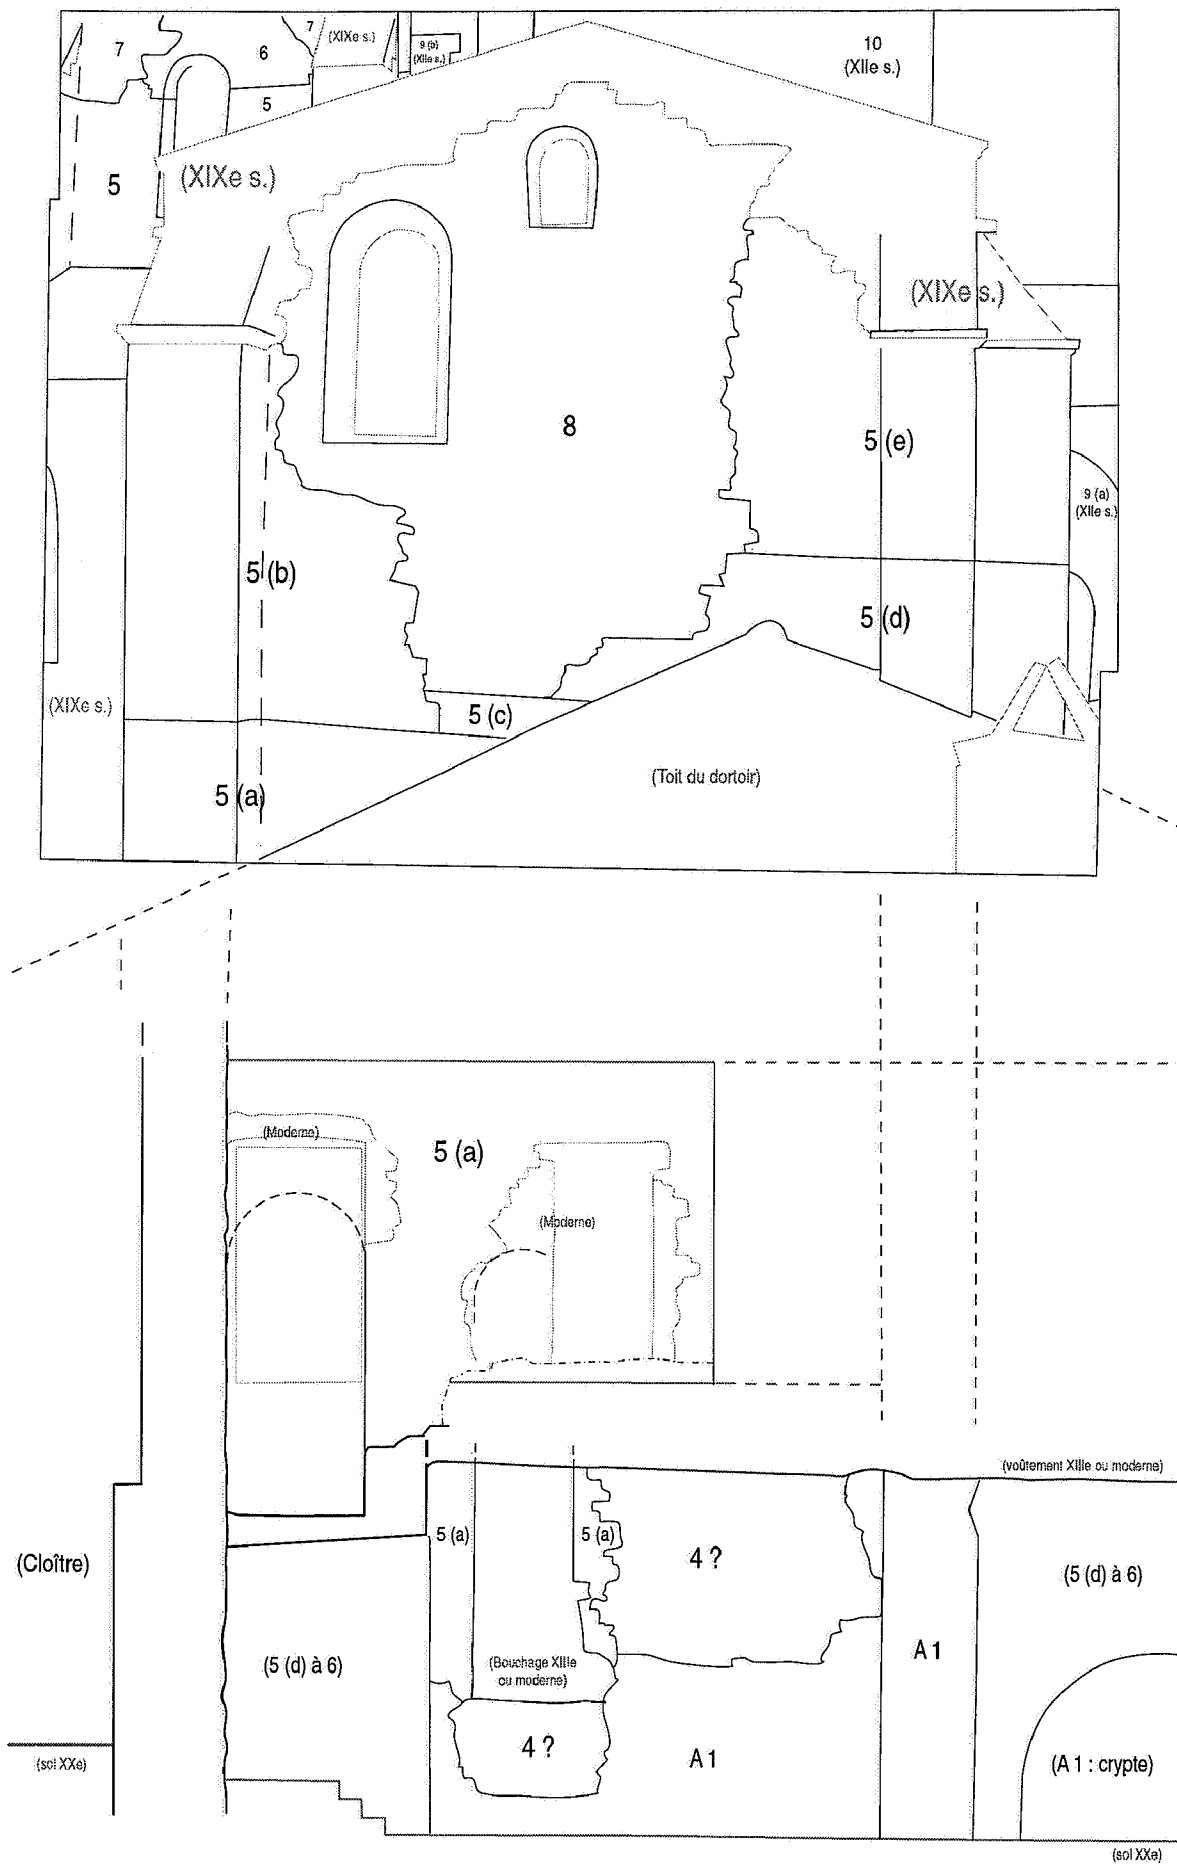 7
6
7
(XIXe s.)
9 (b)
(XIIe s.)
10
(XIIe s.)
5
5
(XIXe s.)
(XIXe s.)
8
5 (e)
9 (a)
(XIIe s.)
5 (b)
5 (d)
(XIXe s.)
5 (c)
(Toit du dortoir)
5 (a)
(Moderne)
5 (a)
(Moderne)
(voûtement XIIIe ou moderne)
5 (a)
5 (a)
4 ?
(Cloître)
(5 (d) à 6)
A 1
(5 (d) à 6)
(Bouchage XIIIe
ou moderne)
4 ?
A 1
(A 1 : crypte)
(sol XXe)
(sol XXe)